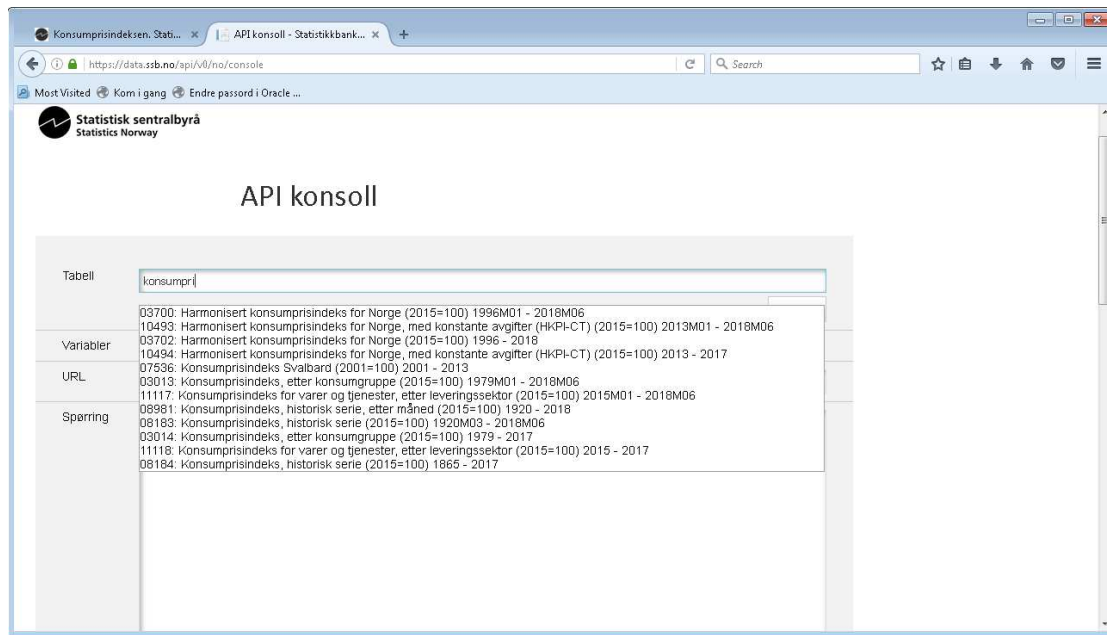 Konsumprisindeksen. Stati... × API konsoll - Statistikkbank... × +
https://data.ssb.no/api/v0/no/console Search
Most Visited Kom i gang Endre passord i Oracle ...
Statistisk sentralbyrå
Statistics Norway
API konsoll
Tabell
konsumpri
03700: Harmonisert konsumprisindeks for Norge (2015=100) 1996M01 - 2018M06
10493: Harmonisert konsumprisindeks for Norge, med konstante avgifter (HKPI-CT) (2015=100) 2013M01 - 2018M06
03702: Harmonisert konsumprisindeks for Norge (2015=100) 1996 - 2018
10494: Harmonisert konsumprisindeks for Norge, med konstante avgifter (HKPI-CT) (2015=100) 2013 - 2017
07536: Konsumprisindeks Svalbard (2001=100) 2001 - 2013
03013: Konsumprisindeks, etter konsumgruppe (2015=100) 1979M01 - 2018M06
11117: Konsumprisindeks for varer og tjenester, etter leveringssektor (2015=100) 2015M01 - 2018M06
08981: Konsumprisindeks, historisk serie, etter måned (2015=100) 1920 - 2018
08183: Konsumprisindeks, historisk serie (2015=100) 1920M03 - 2018M06
03014: Konsumprisindeks, etter konsumgruppe (2015=100) 1979 - 2017
11118: Konsumprisindeks for varer og tjenester, etter leveringssektor (2015=100) 2015 - 2017
08184: Konsumprisindeks, historisk serie (2015=100) 1865 - 2017
Variabler
URL
Spørring